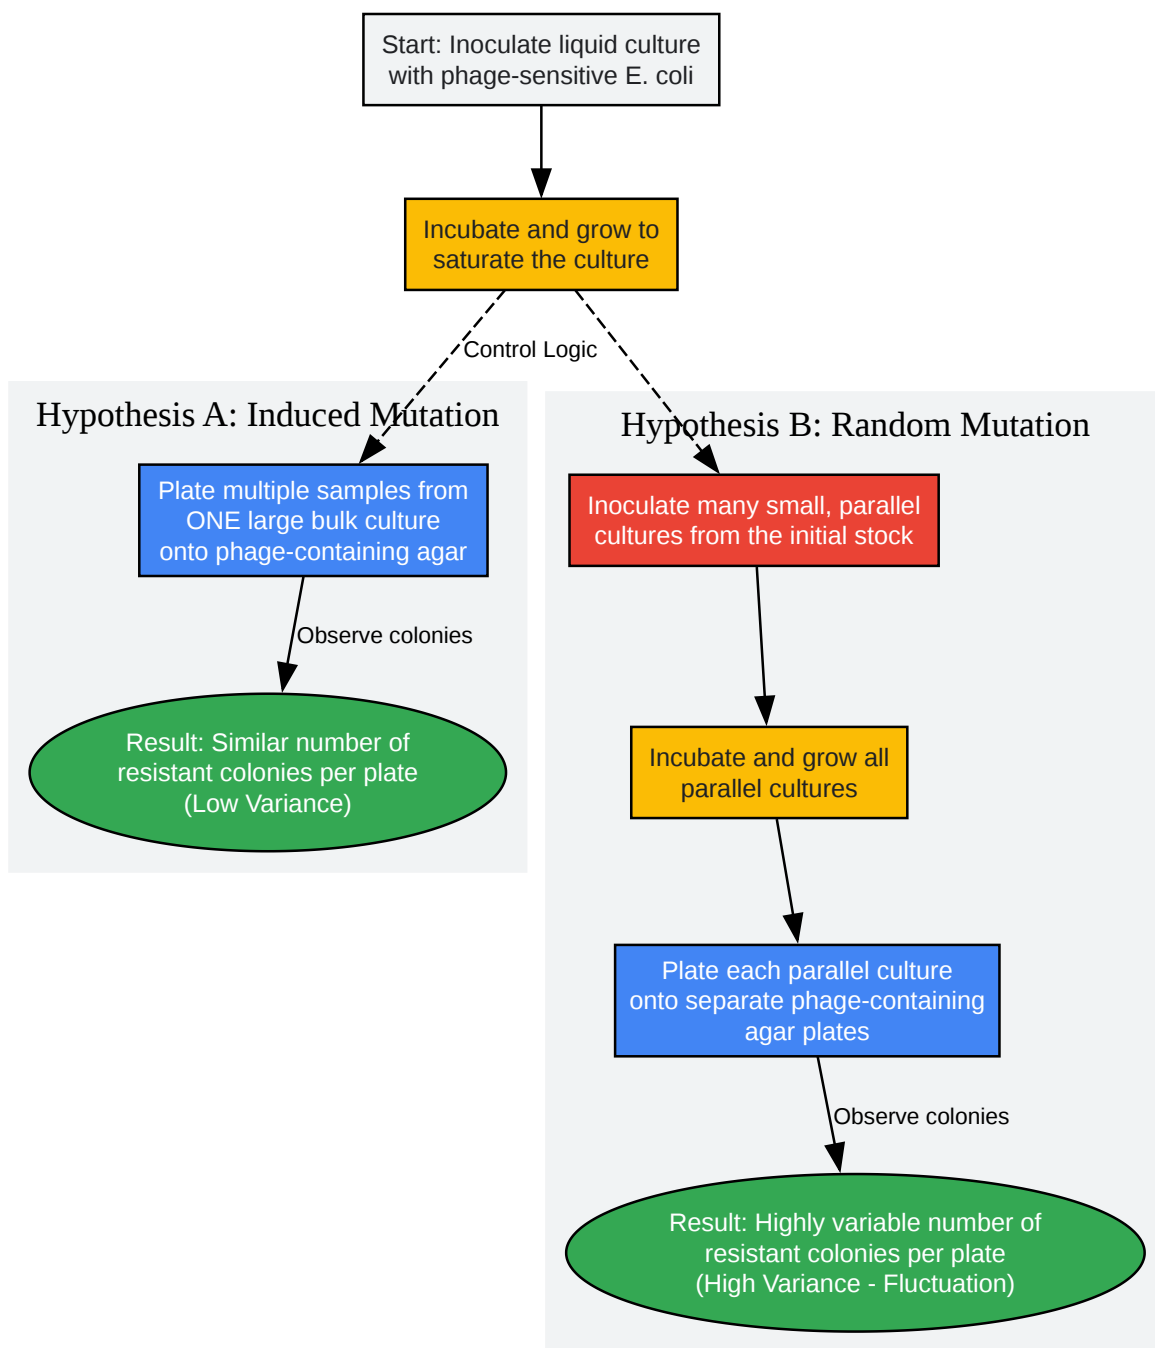 Start: Inoculate liquid culture
with phage-sensitive E. coli
Incubate and grow to
saturate the culture
Control Logic
Hypothesis A: Induced Mutation
Plate multiple samples from
ONE large bulk culture
onto phage-containing agar
Observe colonies
Result: Similar number of
resistant colonies per plate
(Low Variance)
Hypothesis B: Random Mutation
Inoculate many small, parallel
cultures from the initial stock
Incubate and grow all
parallel cultures
Plate each parallel culture
onto separate phage-containing
agar plates
Observe colonies
Result: Highly variable number of
resistant colonies per plate
(High Variance - Fluctuation)